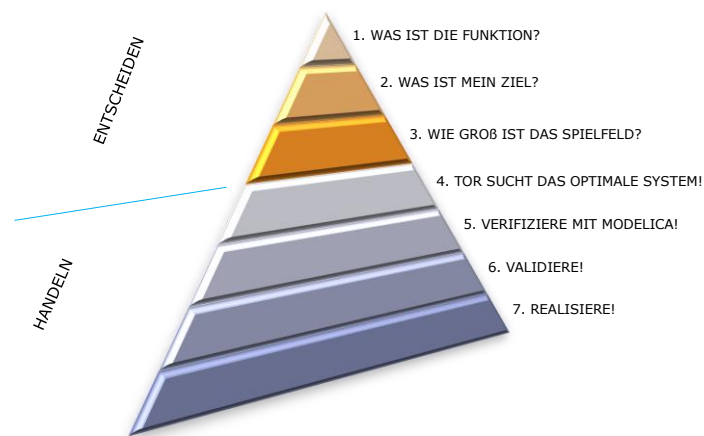 ENTSCHEIDEN
1. WAS IST DIE FUNKTION?
2. WAS IST MEIN ZIEL?
3. WIE GROß IST DAS SPIELFELD?
4. TOR SUCHT DAS OPTIMALE SYSTEM!
HANDELN
5. VERIFIZIERE MIT MODELICA!
6. VALIDIERE!
7. REALISIERE!